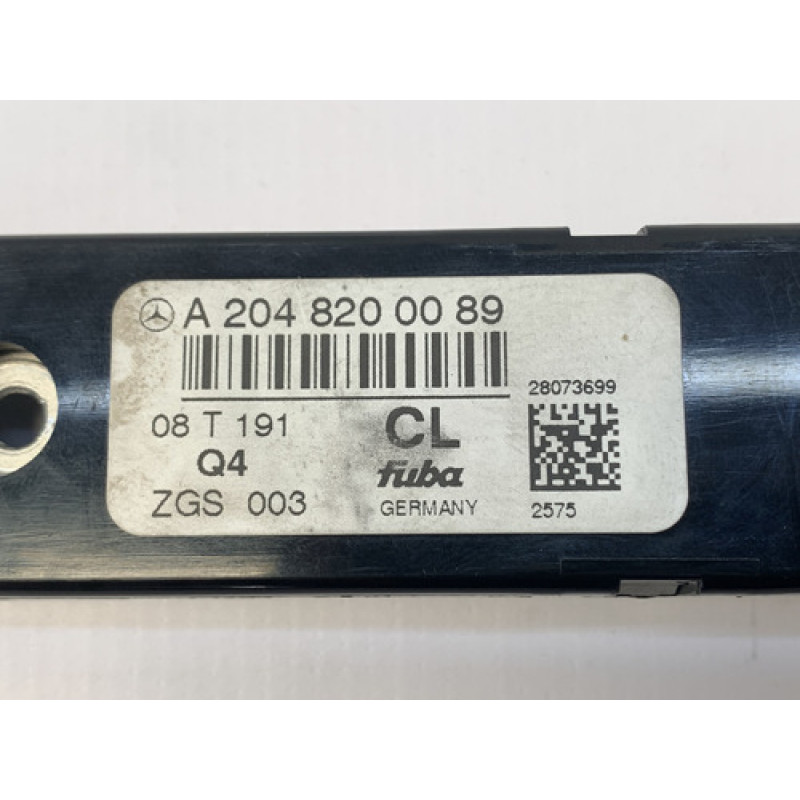 A 204 820 00 89
28073699
08 T 191
CL
Q4
fuba
ZGS 003
GERMANY
2575